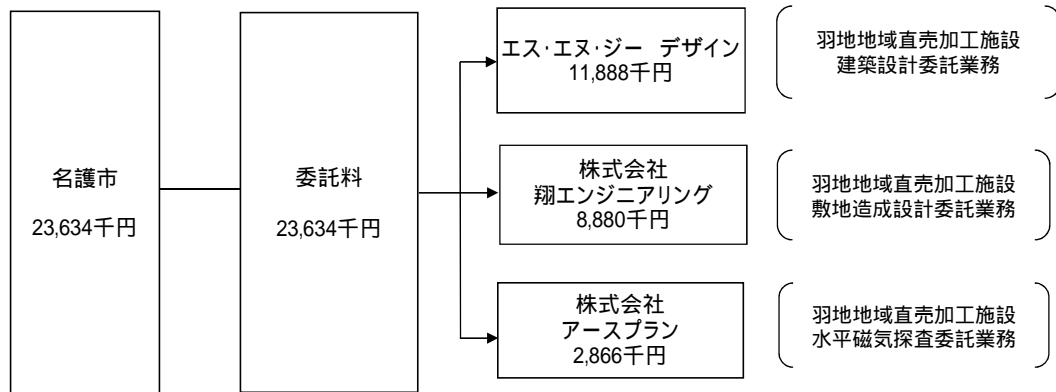 名護市
23,634千円
委託料
23,634千円
エス・エヌ・ジー デザイン
11,888千円
羽地地域直売加工施設
建築設計委託業務
株式会社
翔エンジニアリング
8,880千円
羽地地域直売加工施設
敷地造成設計委託業務
株式会社
アースプラン
2,866千円
羽地地域直売加工施設
水平磁気探査委託業務